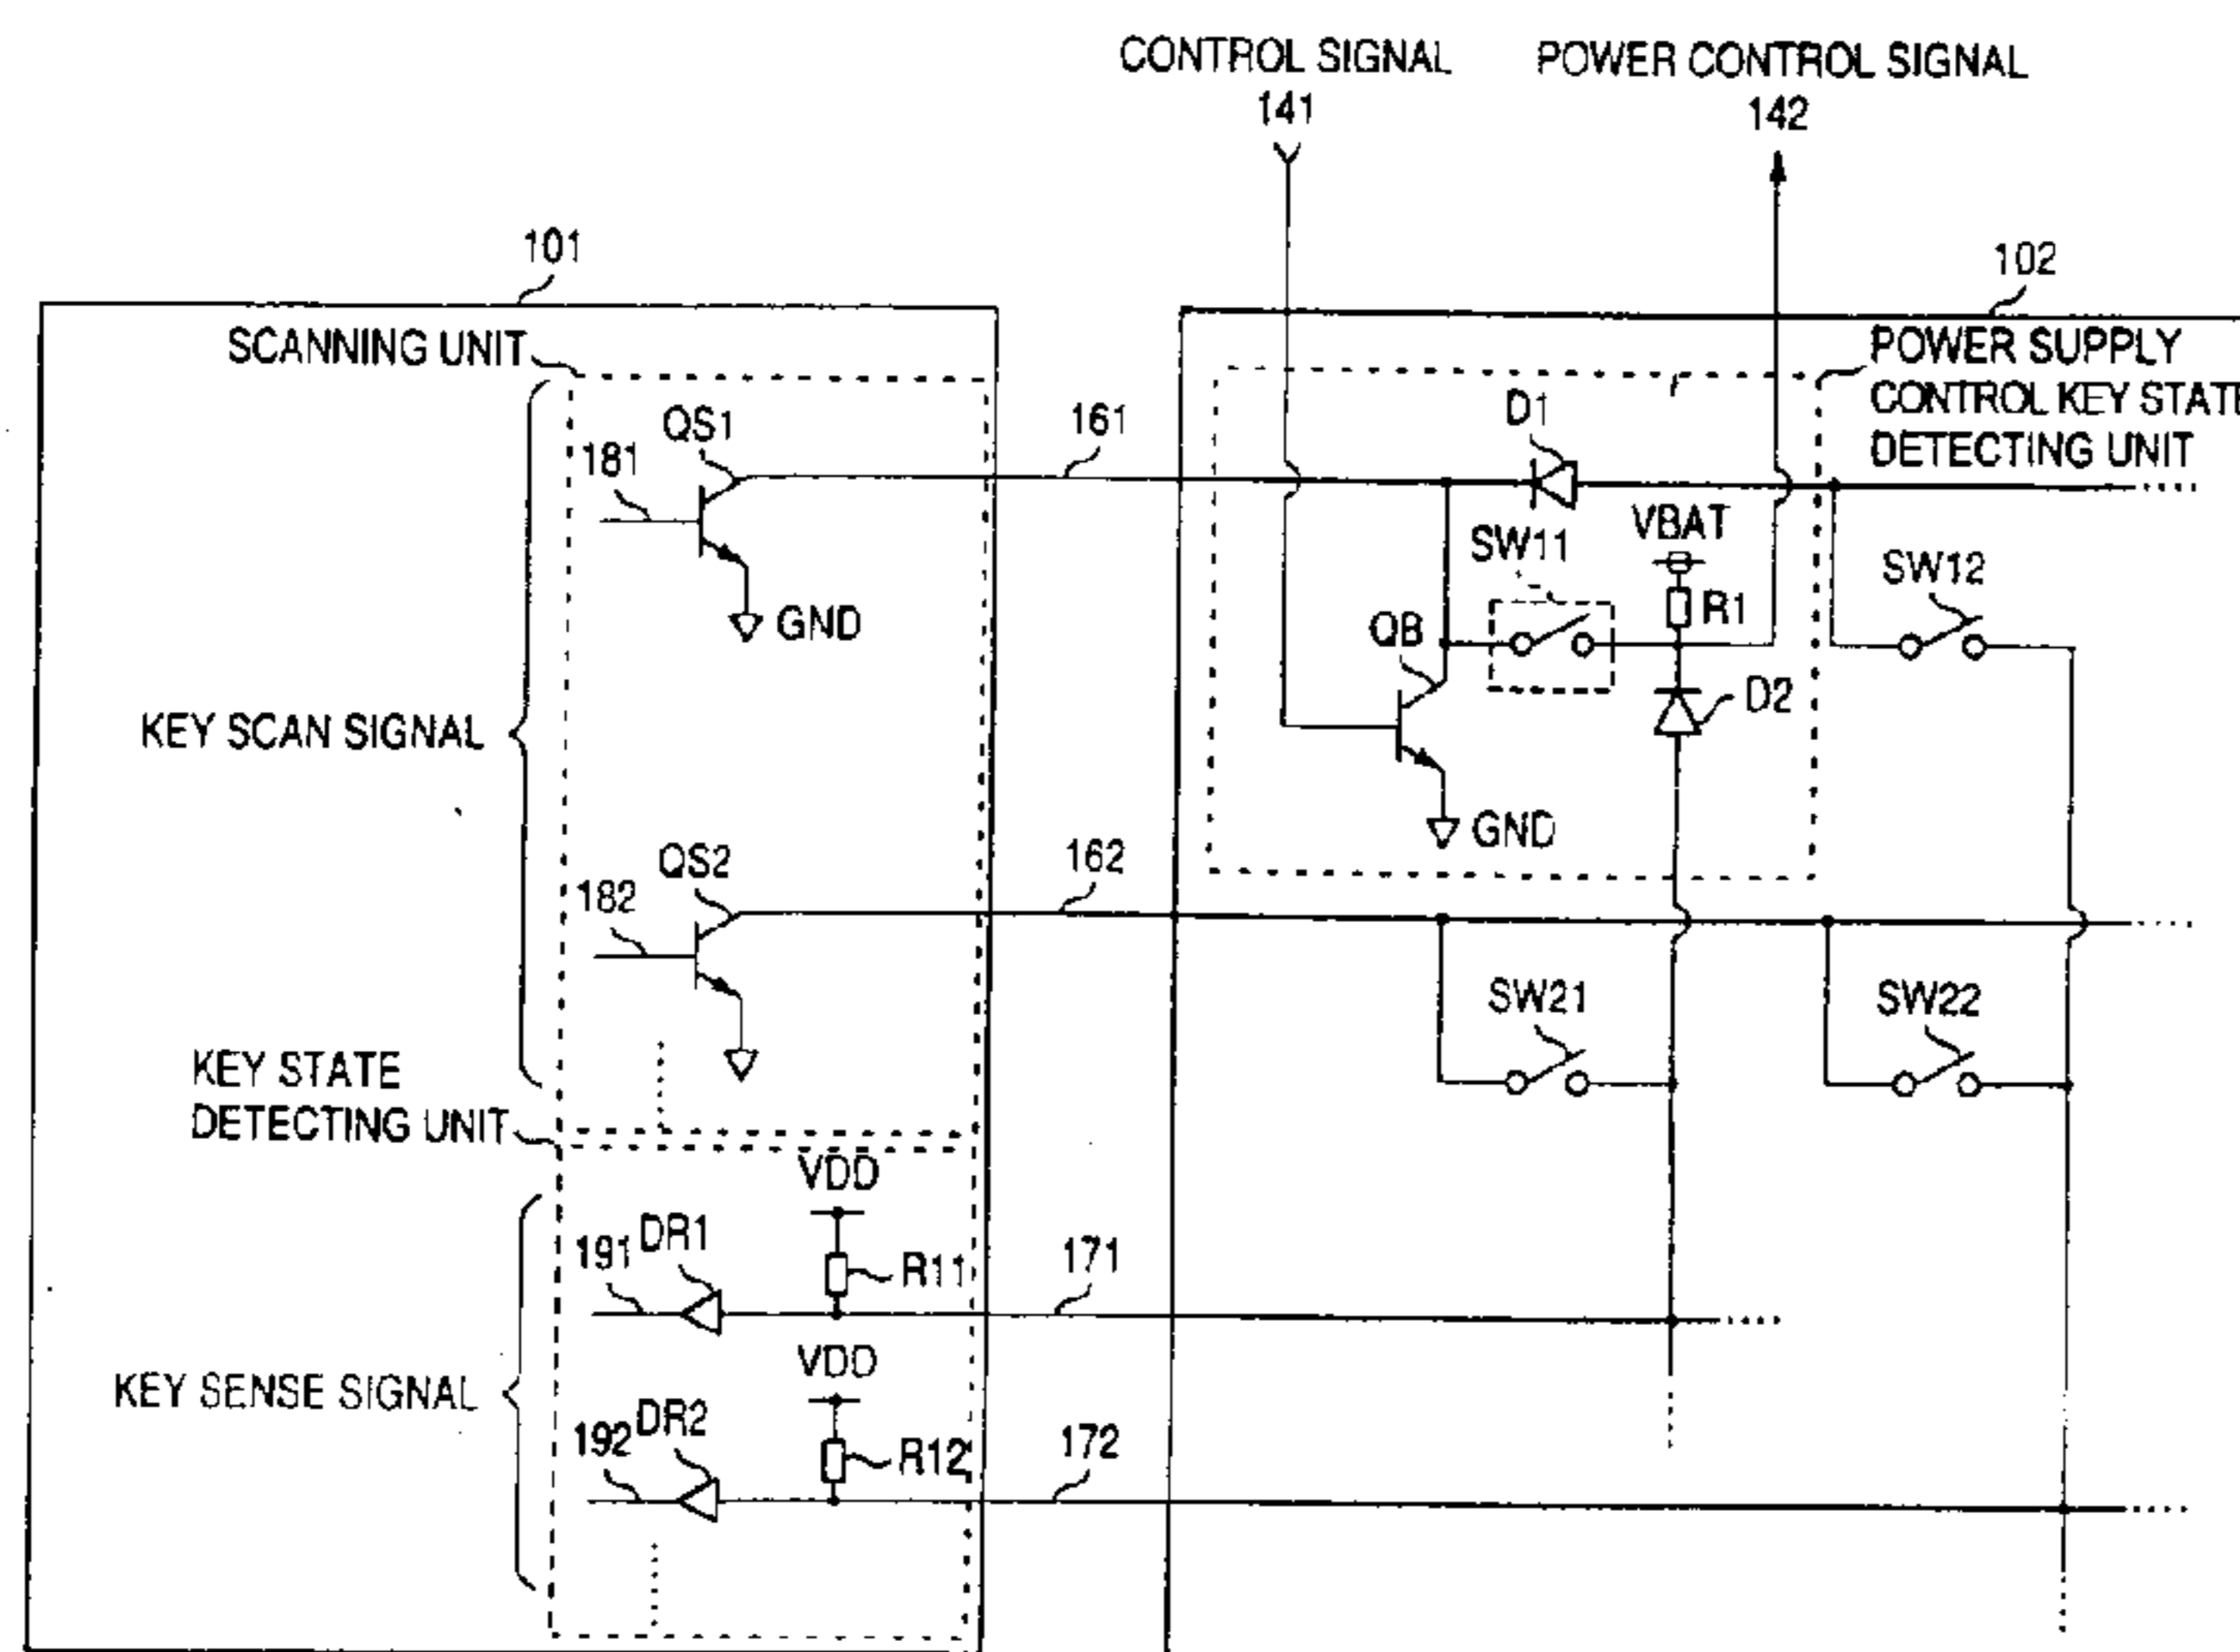 CONTROL SIGNAL
141
POWER CONTROL SIGNAL
142
101
102
SCANNING UNIT
POWER SUPPLY
CONTROL KEY STATE
DETECTING UNIT
QS1
181
161
D1
VBAT
SW11
R1
SW12
GND
QB
D2
KEY SCAN SIGNAL
GND
QS2
182
162
SW21
SW22
KEY STATE
DETECTING UNIT
VDD
191
DR1
R11
171
VDD
KEY SENSE SIGNAL
192
DR2
R12
172